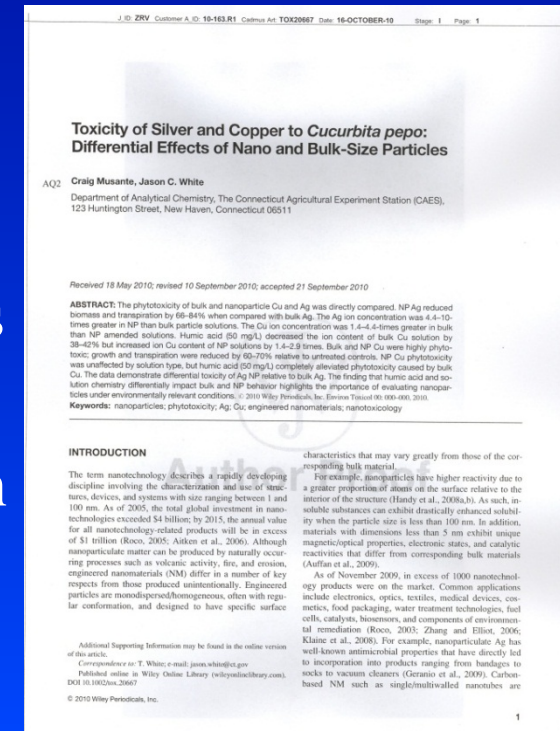 J_ID: ZRV Customer A_ID: 10-163.R1 Cadmus Art: TOX20667 Date: 16-OCTOBER-10 Stage: I Page: 1
Toxicity of Silver and Copper to Cucurbita pepo:
Differential Effects of Nano and Bulk-Size Particles
AQ2 Craig Musante, Jason C. White
Department of Analytical Chemistry, The Connecticut Agricultural Experiment Station (CAES),
123 Huntington Street, New Haven, Connecticut 06511
Received 18 May 2010; revised 10 September 2010; accepted 21 September 2010
ABSTRACT: The phytotoxicity of bulk and nanoparticle Cu and Ag was directly compared. NP Ag reduced
biomass and transpiration by 66–84% when compared with bulk Ag. The Ag ion concentration was 4.4–10-
times greater in NP than bulk particle solutions. The Cu ion concentration was 1.4–4.4-times greater in bulk
than NP amended solutions. Humic acid (50 mg/L) decreased the ion content of bulk Cu solution by
38–42% but increased ion Cu content of NP solutions by 1.4–2.9 times. Bulk and NP Cu were highly phyto-
toxic; growth and transpiration were reduced by 60–70% relative to untreated controls. NP Cu phytotoxicity
was unaffected by solution type, but humic acid (50 mg/L) completely alleviated phytotoxicity caused by bulk
Cu. The data demonstrate differential toxicity of Ag NP relative to bulk Ag. The finding that humic acid and so-
lution chemistry differentially impact bulk and NP behavior highlights the importance of evaluating nanopar-
ticles under environmentally relevant conditions. © 2010 Wiley Periodicals, Inc. Environ Toxicol 00: 000–000, 2010.
Keywords: nanoparticles; phytotoxicity; Ag; Cu; engineered nanomaterials; nanotoxicology
INTRODUCTION
The term nanotechnology describes a rapidly developing
discipline involving the characterization and use of struc-
tures, devices, and systems with size ranging between 1 and
100 nm. As of 2005, the total global investment in nano-
technologies exceeded $4 billion; by 2015, the annual value
for all nanotechnology-related products will be in excess
of $1 trillion (Roco, 2005; Aitken et al., 2006). Although
nanoparticulate matter can be produced by naturally occur-
ring processes such as volcanic activity, fire, and erosion,
engineered nanomaterials (NM) differ in a number of key
respects from those produced unintentionally. Engineered
particles are monodispersed/homogeneous, often with regu-
lar conformation, and designed to have specific surface
Additional Supporting Information may be found in the online version
of this article.
Correspondence to: T. White; e-mail: jason.white@ct.gov
Published online in Wiley Online Library (wileyonlinelibrary.com).
DOI 10.1002/tox.20667
© 2010 Wiley Periodicals, Inc.
characteristics that may vary greatly from those of the cor-
responding bulk material.
For example, nanoparticles have higher reactivity due to
a greater proportion of atoms on the surface relative to the
interior of the structure (Handy et al., 2008a,b). As such, in-
soluble substances can exhibit drastically enhanced solubil-
ity when the particle size is less than 100 nm. In addition,
materials with dimensions less than 5 nm exhibit unique
magnetic/optical properties, electronic states, and catalytic
reactivities that differ from corresponding bulk materials
(Auffan et al., 2009).
As of November 2009, in excess of 1000 nanotechnol-
ogy products were on the market. Common applications
include electronics, optics, textiles, medical devices, cos-
metics, food packaging, water treatment technologies, fuel
cells, catalysts, biosensors, and components of environmen-
tal remediation (Roco, 2003; Zhang and Elliot, 2006;
Klaine et al., 2008). For example, nanoparticulate Ag has
well-known antimicrobial properties that have directly led
to incorporation into products ranging from bandages to
socks to vacuum cleaners (Geranio et al., 2009). Carbon-
based NM such as single/multiwalled nanotubes are
1